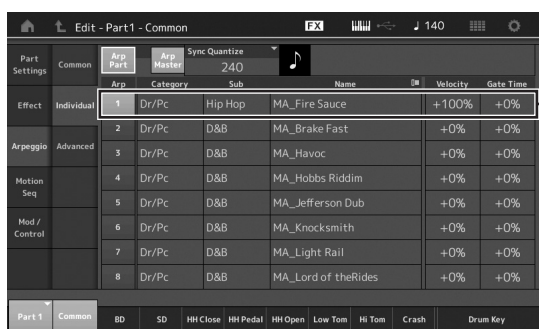 Edit - Part1 - Common FX 140
Part Settings Common Arp Part Arp Master Sync Quantize 240
Arp Category Sub Name Velocity Gate Time
Effect Individual 1 Dr/Pc Hip Hop MA_Fire Sauce +100% +0%
2 Dr/Pc D&B MA_Brake Fast +0% +0%
Arpeggio Advanced 3 Dr/Pc D&B MA_Havoc +0% +0%
Motion Seq 4 Dr/Pc D&B MA_Hobbs Riddim +0% +0%
5 Dr/Pc D&B MA_Jefferson Dub +0% +0%
Mod / Control 6 Dr/Pc D&B MA_Knocksmith +0% +0%
7 Dr/Pc D&B MA_Light Rail +0% +0%
8 Dr/Pc D&B MA_Lord of theRides +0% +0%
Part 1 Common BD SD HH Close HH Pedal HH Open Low Tom Hi Tom Crash Drum Key